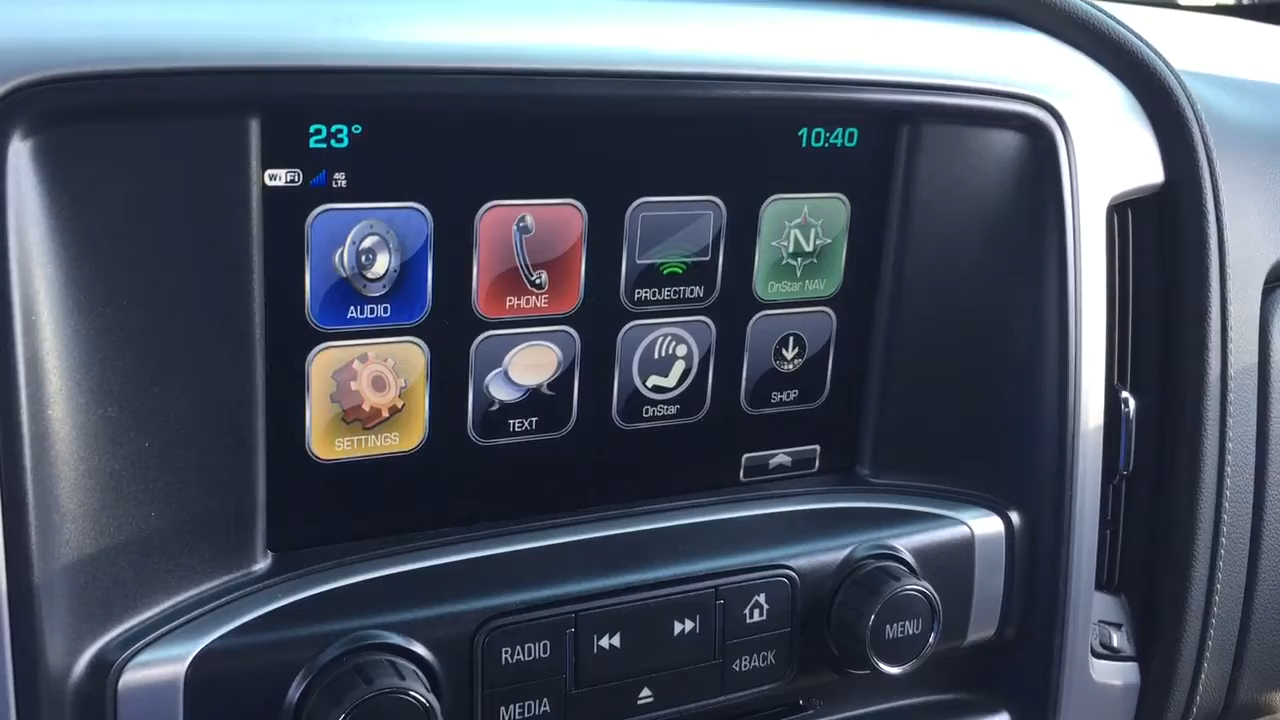 23°
10:40
WiFi 4G LTE
AUDIO
PHONE
PROJECTION
N
OnStar NAV
SETTINGS
TEXT
OnStar
SHOP
RADIO
MEDIA
BACK
MENU